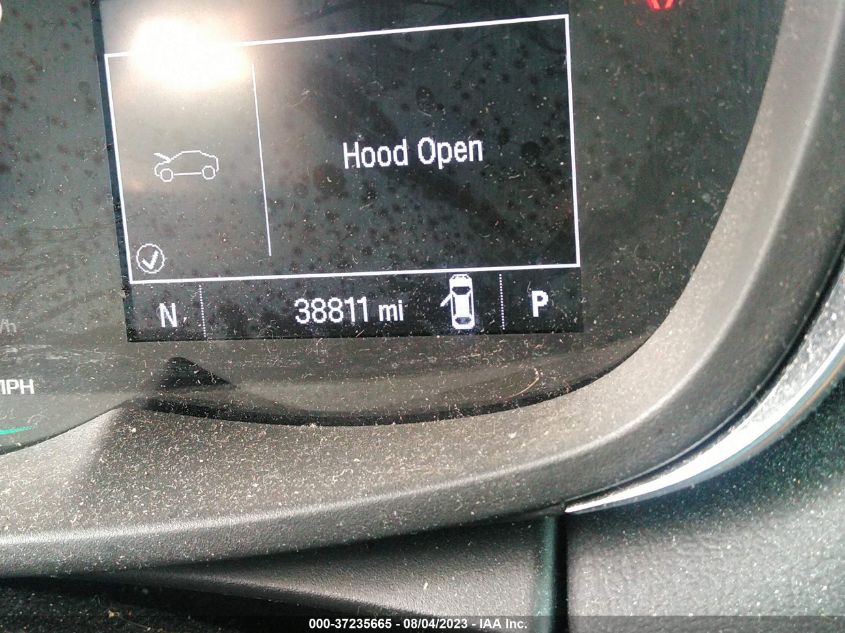 Hood Open
N 38811 mi P
MPH
000-37235665 - 08/04/2023 - IAA Inc.